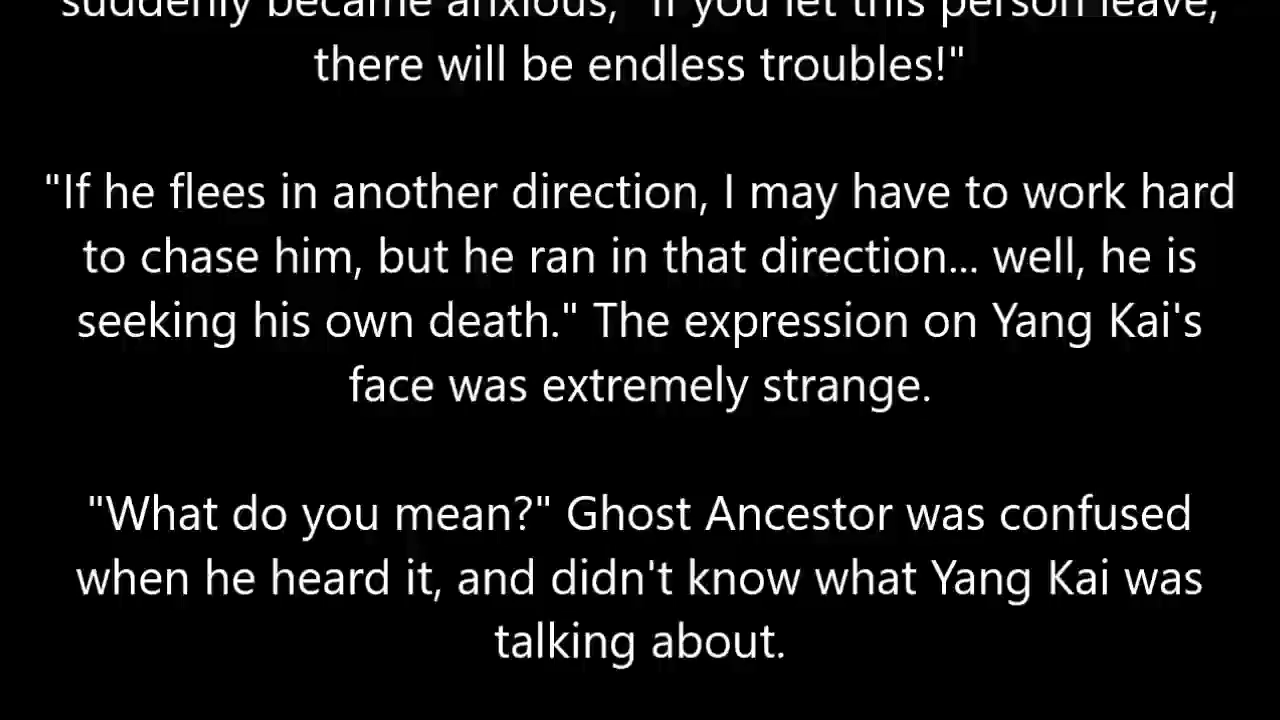 suddenly became anxious, "If you let this person leave,
there will be endless troubles!"
"If he flees in another direction, I may have to work hard
to chase him, but he ran in that direction... well, he is
seeking his own death." The expression on Yang Kai's
face was extremely strange.
"What do you mean?" Ghost Ancestor was confused
when he heard it, and didn't know what Yang Kai was
talking about.